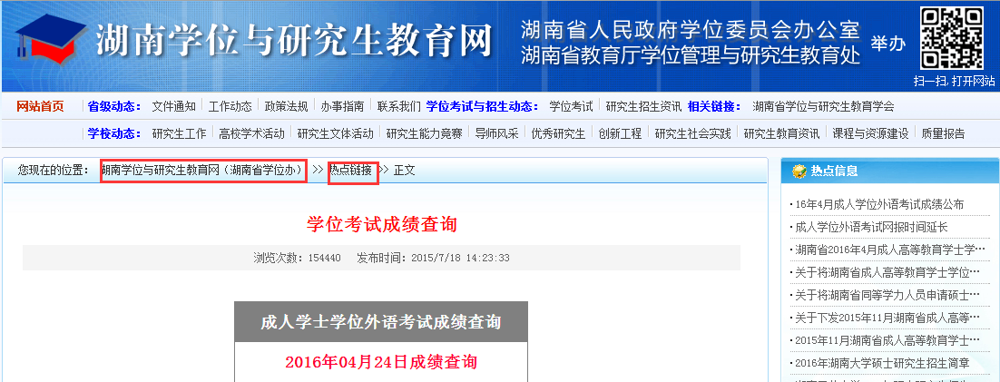 湖南学位与研究生教育网
湖南省人民政府学位委员会办公室
湖南省教育厅学位管理与研究生教育处
举办
扫一扫,打开网站
网站首页
省级动态： 文件通知 工作动态 政策法规 办事指南 联系我们 学位考试与招生动态： 学位考试 研究生招生资讯 相关链接： 湖南省学位与研究生教育学会
学校动态： 研究生工作 高校学术活动 研究生文体活动 研究生能力竞赛 导师风采 优秀研究生 创新工程 研究生社会实践 研究生教育资讯 课程与资源建设 质量报告
您现在的位置： 湖南学位与研究生教育网（湖南省学位办） >> 热点链接 >> 正文
学位考试成绩查询
浏览次数：154440 发布时间：2015/7/18 14:23:33
成人学士学位外语考试成绩查询
2016年04月24日成绩查询
热点信息
·16年4月成人学位外语考试成绩公布
·成人学位外语考试网报时间延长
·湖南省2016年4月成人高等教育学士学…
·关于将湖南省成人高等教育学士学位…
·关于将湖南省同等学力人员申请硕士…
·关于下发2015年11月湖南省成人高等…
·2015年11月湖南省成人高等教育学士…
·2016年湖南大学硕士研究生招生简章